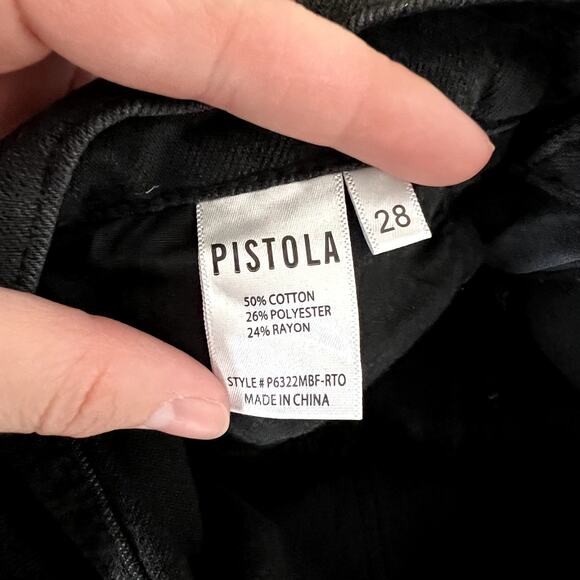 PISTOLA
28
50% COTTON
26% POLYESTER
24% RAYON
STYLE # P6322MBF-RTO
MADE IN CHINA